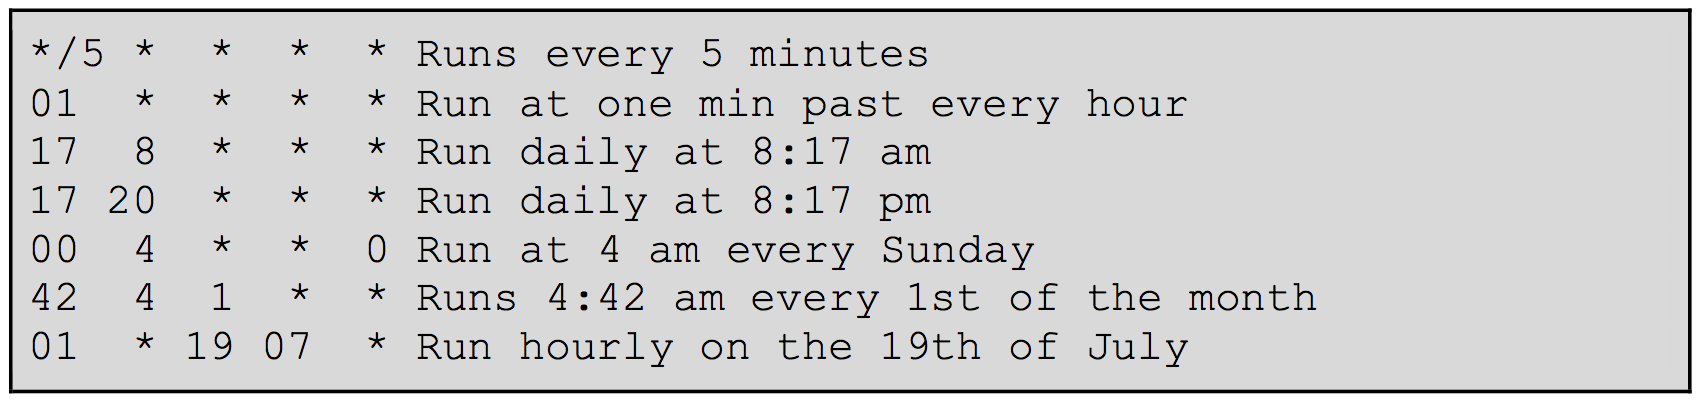 */5 *  *  *  * Runs every 5 minutes
01  *  *  *  * Run at one min past every hour
17  8  *  *  * Run daily at 8:17 am
17 20  *  *  * Run daily at 8:17 pm
00  4  *  *  0 Run at 4 am every Sunday
42  4  1  *  * Runs 4:42 am every 1st of the month
01  * 19 07  * Run hourly on the 19th of July